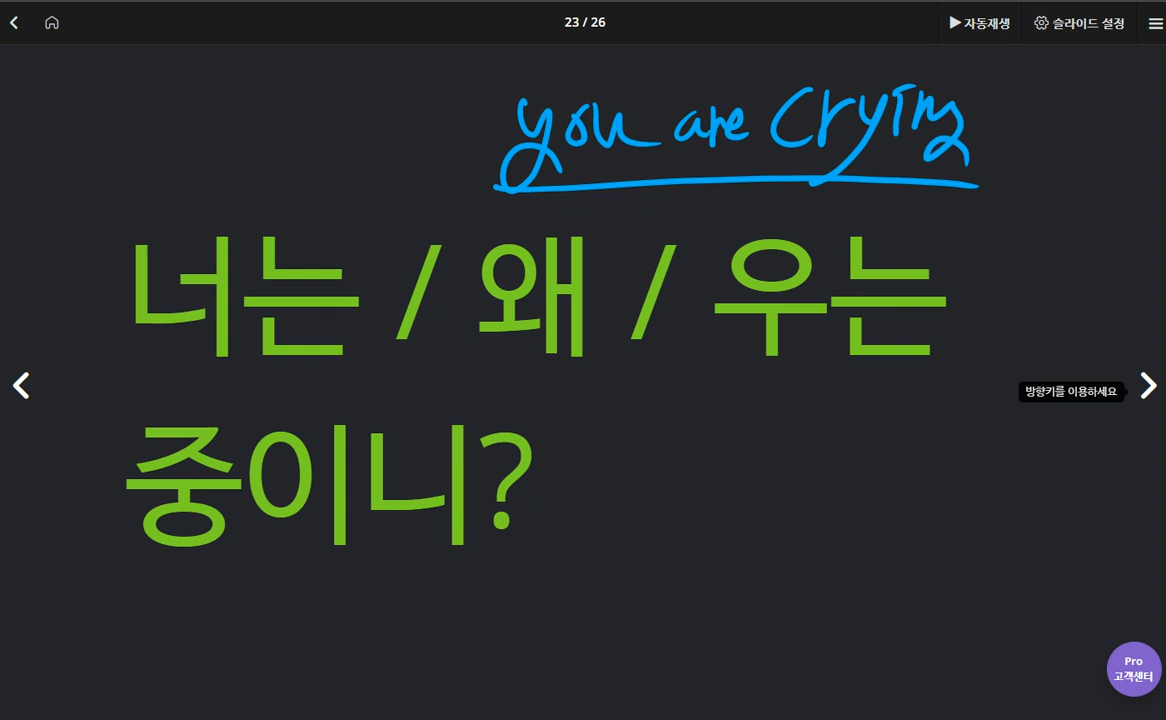 23 / 26
자동재생
슬라이드 설정
you are crying
너는 / 왜 / 우는
중이니?
방향키를 이용하세요
Pro
고객센터